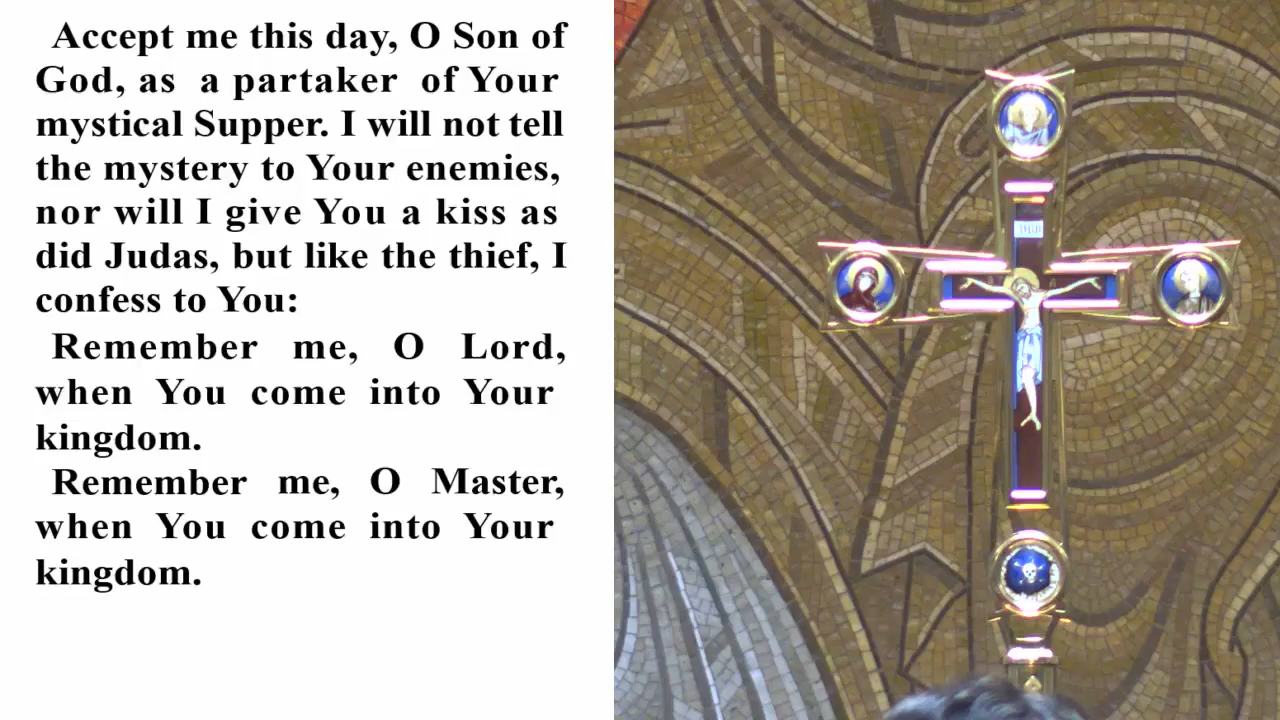 Accept me this day, O Son of
God, as a partaker of Your
mystical Supper. I will not tell
the mystery to Your enemies,
nor will I give You a kiss as
did Judas, but like the thief, I
confess to You:
Remember me, O Lord,
when You come into Your
kingdom.
Remember me, O Master,
when You come into Your
kingdom.